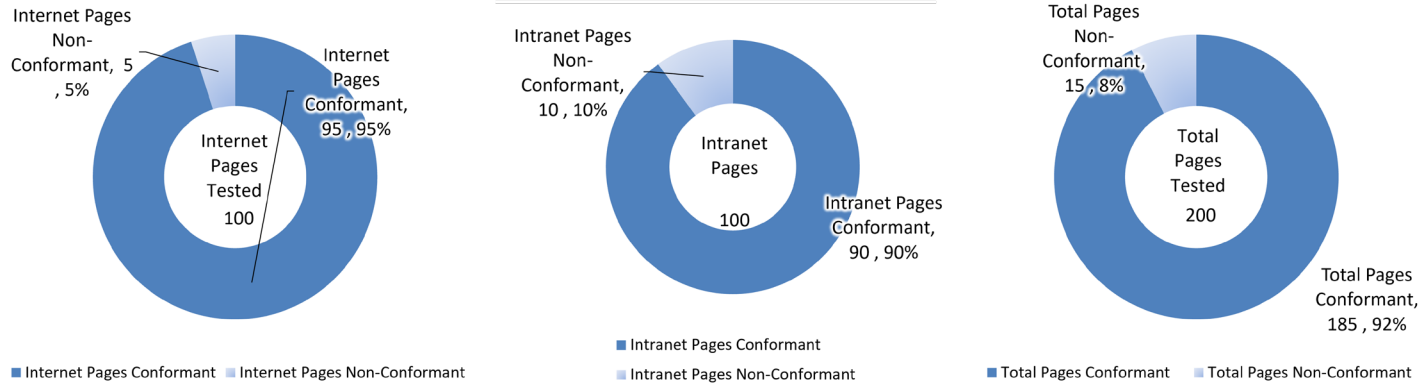 Internet Pages
Non-
Conformant, 5
, 5%
Internet
Pages
Conformant,
95 , 95%
Internet
Pages
Tested
100
Internet Pages Conformant
Internet Pages Non-Conformant
Intranet Pages
Non-
Conformant,
10 , 10%
Intranet
Pages
100
Intranet Pages
Conformant,
90 , 90%
Intranet Pages Conformant
Intranet Pages Non-Conformant
Total Pages
Non-
Conformant,
15 , 8%
Total
Pages
Tested
200
Total Pages
Conformant,
185 , 92%
Total Pages Conformant
Total Pages Non-Conformant